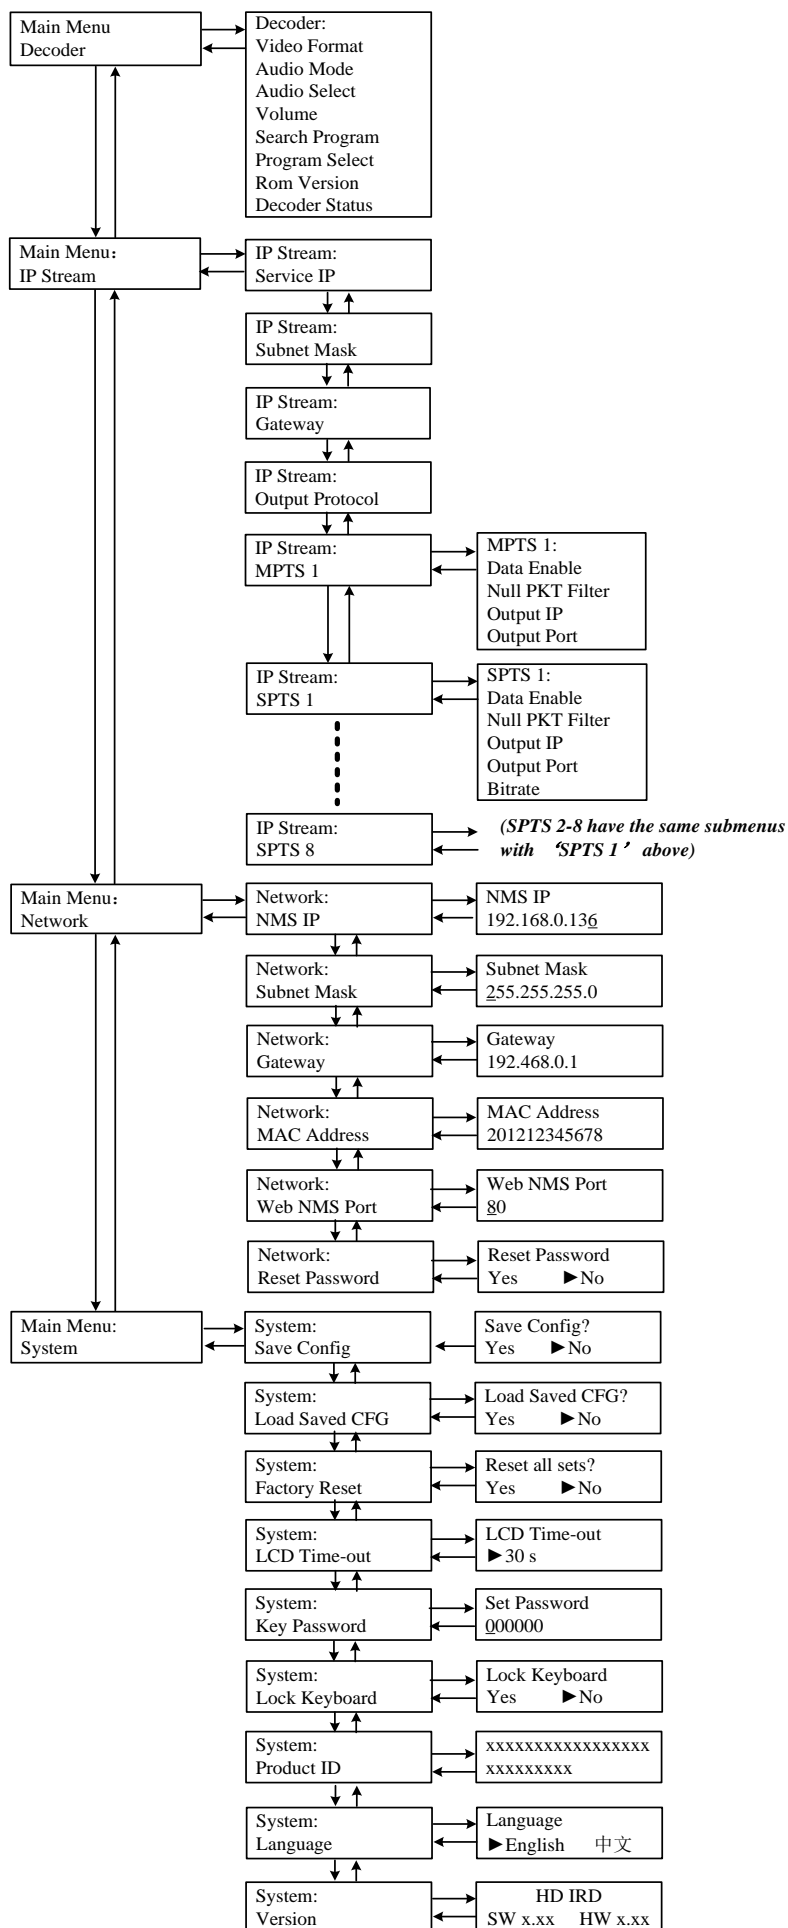 Main Menu
Decoder
Decoder:
Video Format
Audio Mode
Audio Select
Volume
Search Program
Program Select
Rom Version
Decoder Status
Main Menu：
IP Stream
IP Stream:
Service IP
IP Stream:
Subnet Mask
IP Stream:
Gateway
IP Stream:
Output Protocol
IP Stream:
MPTS 1
MPTS 1:
Data Enable
Null PKT Filter
Output IP
Output Port
IP Stream:
SPTS 1
SPTS 1:
Data Enable
Null PKT Filter
Output IP
Output Port
Bitrate
IP Stream:
SPTS 8
(SPTS 2-8 have the same submenus
with ‘SPTS 1’ above)
Main Menu：
Network
Network:
NMS IP
NMS IP
192.168.0.136
Network:
Subnet Mask
Subnet Mask
255.255.255.0
Network:
Gateway
Gateway
192.468.0.1
Network:
MAC Address
MAC Address
201212345678
Network:
Web NMS Port
Web NMS Port
80
Network:
Reset Password
Reset Password
Yes ►No
Main Menu:
System
System:
Save Config
Save Config?
Yes ►No
System:
Load Saved CFG
Load Saved CFG?
Yes ►No
System:
Factory Reset
Reset all sets?
Yes ►No
System:
LCD Time-out
LCD Time-out
►30 s
System:
Key Password
Set Password
000000
System:
Lock Keyboard
Lock Keyboard
Yes ►No
System:
Product ID
xxxxxxxxxxxxxxxxx
xxxxxxxxx
System:
Language
Language
►English 中文
System:
Version
HD IRD
SW x.xx HW x.xx